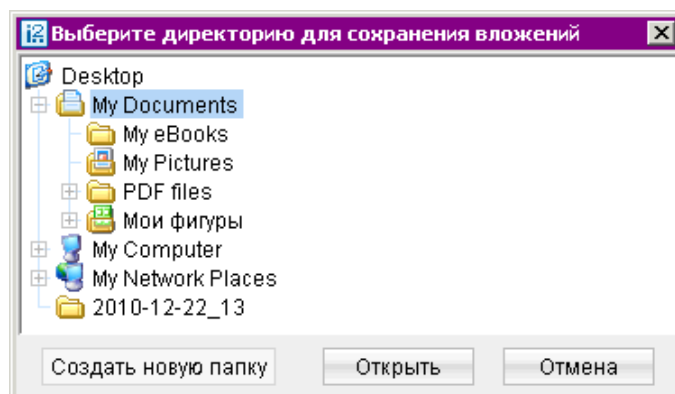 Выберите директорию для сохранения вложений
Desktop
My Documents
My eBooks
My Pictures
PDF files
Мои фигуры
My Computer
My Network Places
2010-12-22_13
Создать новую папку Открыть Отмена